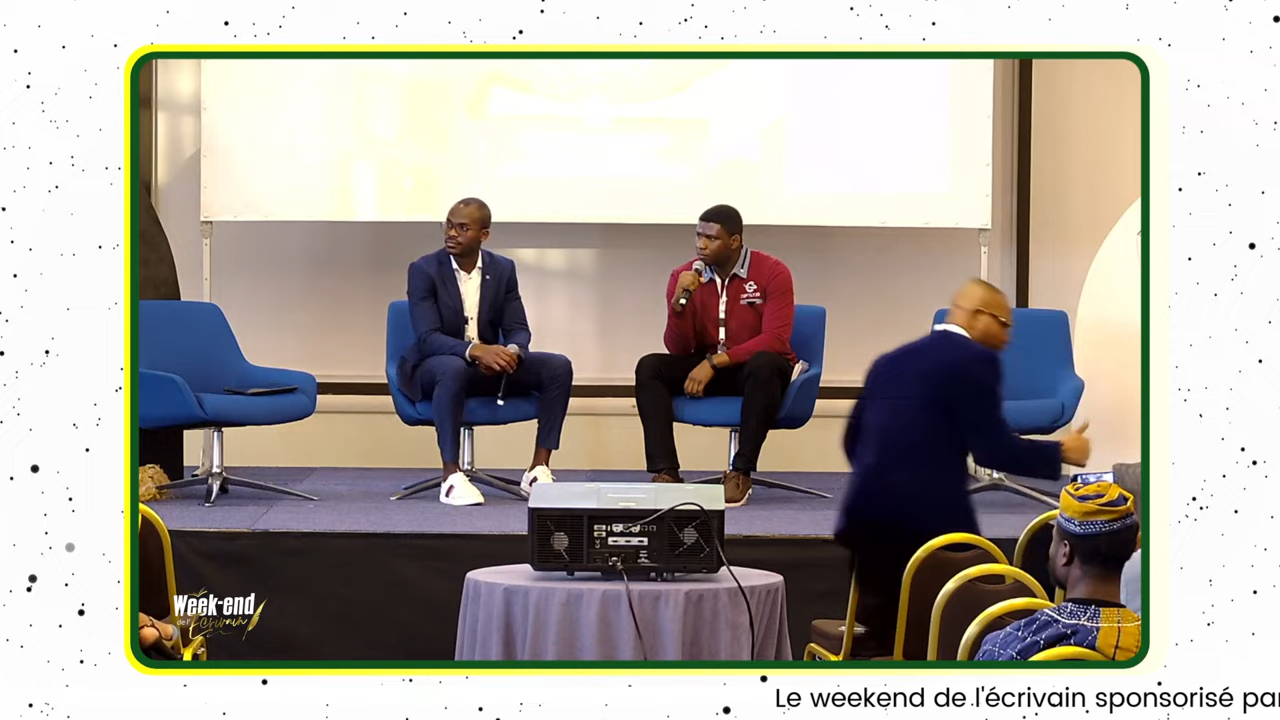 Week-end
de l'Écrivain
Le weekend de l'écrivain sponsorisé par